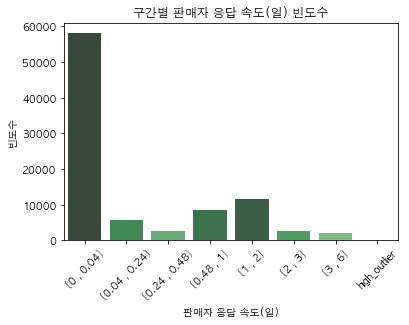 구간별 판매자 응답 속도(일) 빈도수
빈도수
60000
50000
40000
30000
20000
10000
0
[0 , 0.04)
[0.04 , 0.24)
[0.24 , 0.48)
[0.48 , 1)
[1 , 2)
[2 , 3)
[3 , 6)
hgh_outlier
판매자 응답 속도(일)